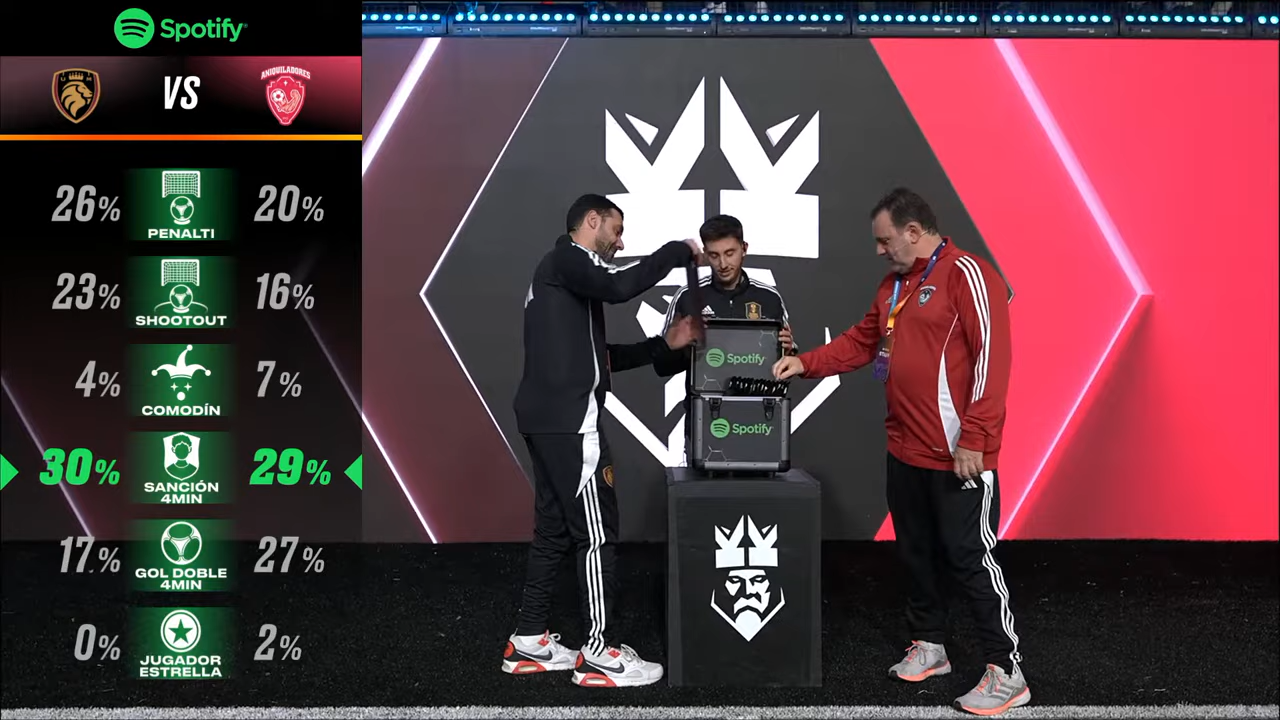 Spotify
U M
VS
ANIQUILADORES
26% PENALTI 20%
23% SHOOTOUT 16%
4% COMODÍN 7%
30% SANCIÓN 4MIN 29%
17% GOL DOBLE 4MIN 27%
0% JUGADOR ESTRELLA 2%
Spotify
Spotify